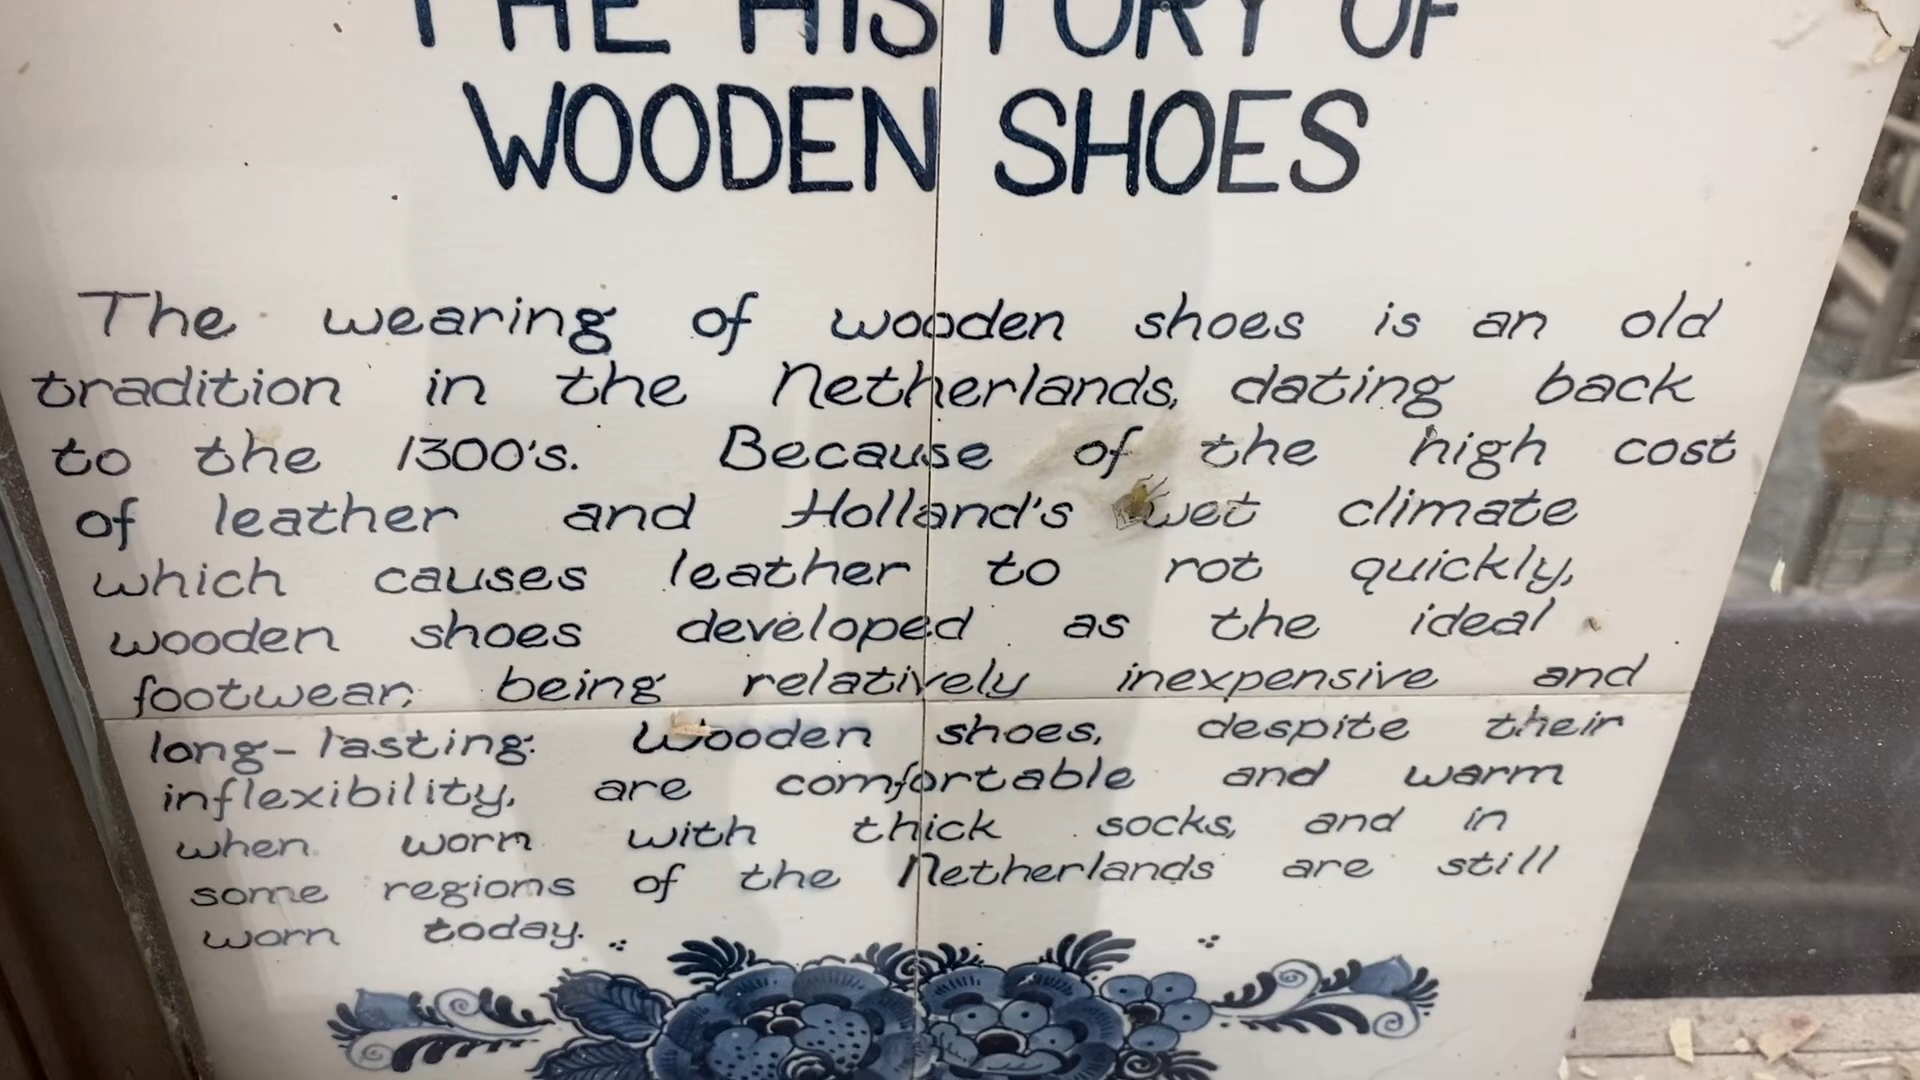 THE HISTORY OF
WOODEN SHOES
The wearing of wooden shoes is an old
tradition in the Netherlands, dating back
to the 1300's. Because of the high cost
of leather and Holland's wet climate
which causes leather to rot quickly,
wooden shoes developed as the ideal
footwear, being relatively inexpensive and
long-lasting. Wooden shoes, despite their
inflexibility, are comfortable and warm
when worn with thick socks, and in
some regions of the Netherlands are still
worn today.